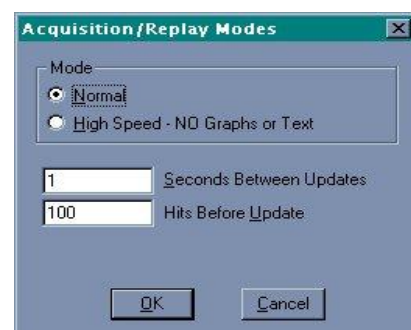 Acquisition/Replay Modes
Mode
Normal
High Speed - NO Graphs or Text
1 Seconds Between Updates
100 Hits Before Update
OK Cancel